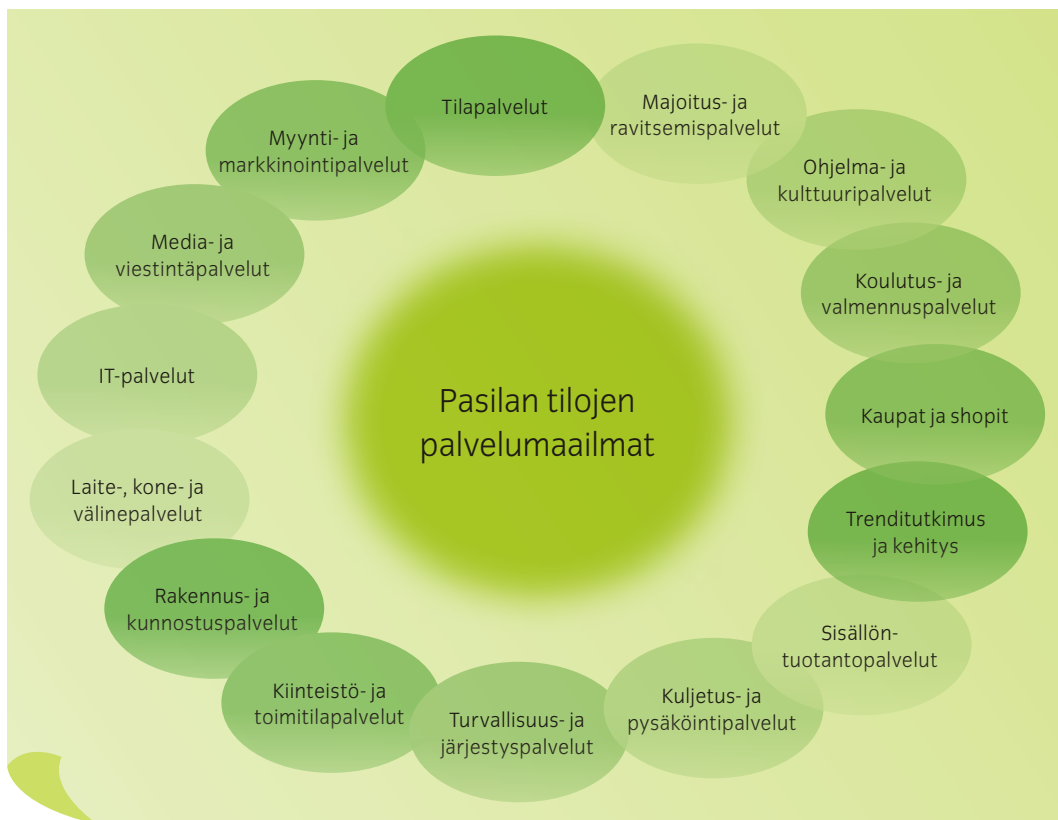 Tilapalvelut
Majoitus- ja
ravitsemispalvelut
Ohjelma- ja
kulttuuripalvelut
Koulutus- ja
valmennuspalvelut
Kaupat ja shopit
Trenditutkimus
ja kehitys
Sisällön-
tuotantopalvelut
Kuljetus- ja
pysäköintipalvelut
Turvallisuus- ja
järjestyspalvelut
Kiinteistö- ja
toimitilapalvelut
Rakennus- ja
kunnostuspalvelut
Laite-, kone- ja
välinepalvelut
IT-palvelut
Media- ja
viestintäpalvelut
Myynti- ja
markkinointipalvelut
Pasilan tilojen
palvelumaailmat